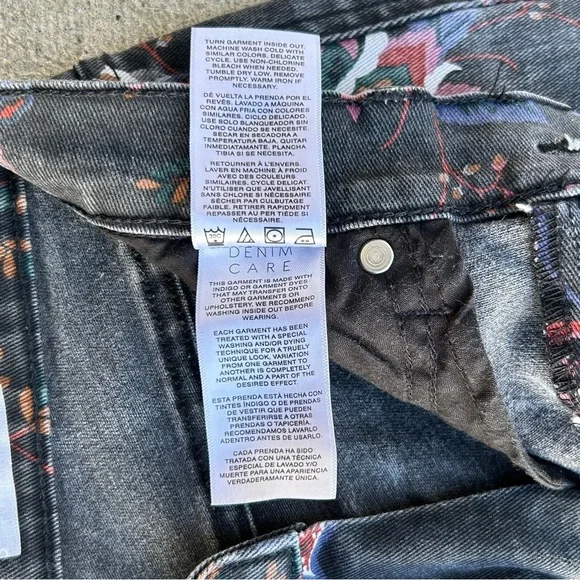 TURN GARMENT INSIDE OUT.
MACHINE WASH COLD WITH
SIMILAR COLORS. DELICATE
CYCLE. USE NON-CHLORINE
BLEACH WHEN NEEDED.
TUMBLE DRY LOW. REMOVE
PROMPTLY. WARM IRON IF
NECESSARY.
DE VUELTA LA PRENDA POR EL
REVÉS. LAVADO A MÁQUINA
CON AGUA FRIA CON COLORES
SIMILARES. CICLO DELICADO.
USE SOLO BLANQUEADOR SIN
CLORO CUANDO SE NECESITE.
SECAR EN SECADORA A
TEMPERATURA BAJA. QUITAR
INMEDIATAMENTE. PLANCHA
TIBIA SI SE NECESITA.
RETOURNER À L'ENVERS.
LAVER EN MACHINE À FROID
AVEC DES COULEURS
SIMILAIRES. CYCLE DELICAT.
UTILISEZ UN JAVELLISANT
SANS CHLORE SI NÉCESSAIRE.
SÉCHER PAR CULBUTAGE
FAIBLE. RETIRER RAPIDEMENT
REPASSER AU FER TIÈDE SI
NÉCESSAIRE.
30C
DENIM
CARE
THIS GARMENT IS MADE WITH
INDIGO OR GARMENT DYES
THAT MAY TRANSFER ONTO
OTHER GARMENTS OR
UPHOLSTERY. WE RECOMMEND
WASHING INSIDE OUT BEFORE
WEARING.
EACH GARMENT HAS BEEN
TREATED WITH A SPECIAL
WASHING AND/OR DYEING
TECHNIQUE FOR A TRUELY
UNIQUE LOOK. VARIATION
FROM ONE GARMENT TO
ANOTHER IS COMPLETELY
NORMAL AND A PART OF THE
DESIRED EFFECT.
ESTA PRENDA ESTÁ HECHA CON
TINTES ÍNDIGO O DE PRENDAS
DE VESTIR QUE PUEDEN
TRANSFERIRSE A OTRAS
PRENDAS O TAPICERÍA.
RECOMENDAMOS LAVARLO
ADENTRO ANTES DE USARLO.
CADA PRENDA HA SIDO
TRATADA CON UNA TÉCNICA
ESPECIAL DE LAVADO Y/O
MUERTE PARA UNA APARIENCIA
VERDADERAMENTE ÚNICA.